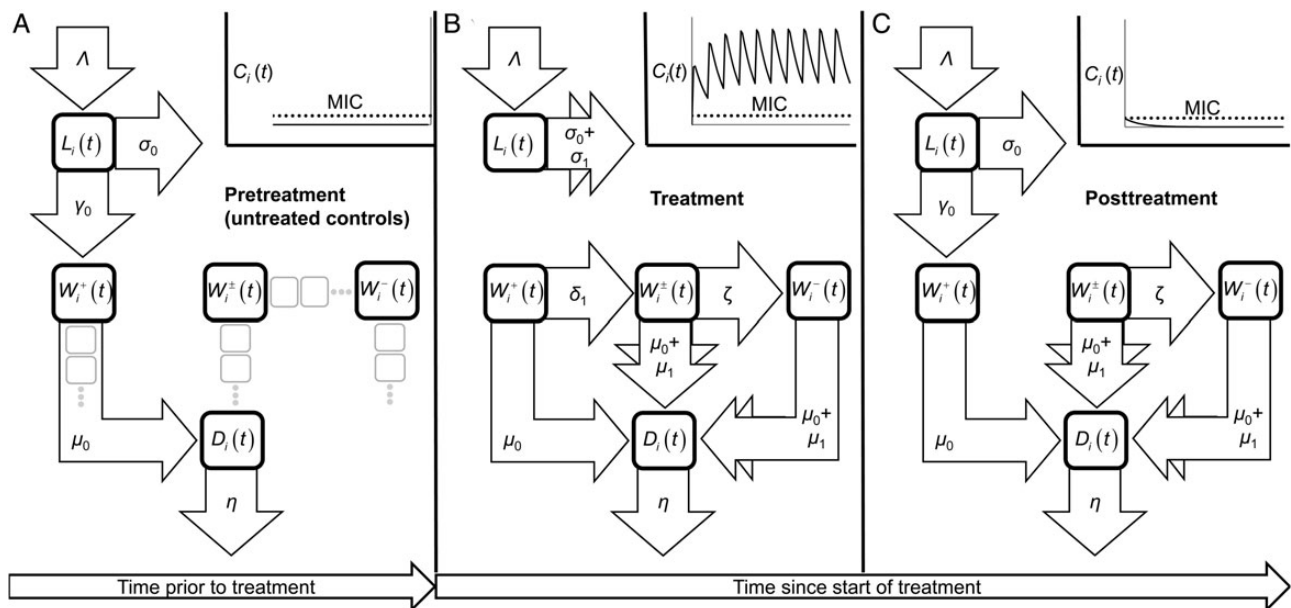 A
Λ
C_i(t)
MIC
L_i(t)
σ_0
Pretreatment
(untreated controls)
γ_0
W_i^+(t)
W_i^±(t)
W_i^−(t)
μ_0
D_i(t)
η
Time prior to treatment
B
Λ
C_i(t)
MIC
L_i(t)
σ_0+
σ_1
Treatment
W_i^+(t)
δ_1
W_i^±(t)
ζ
W_i^−(t)
μ_0+
μ_1
μ_0
D_i(t)
μ_0+
μ_1
η
C
Λ
C_i(t)
MIC
L_i(t)
σ_0
Posttreatment
γ_0
W_i^+(t)
W_i^±(t)
ζ
W_i^−(t)
μ_0+
μ_1
μ_0
D_i(t)
μ_0+
μ_1
η
Time since start of treatment